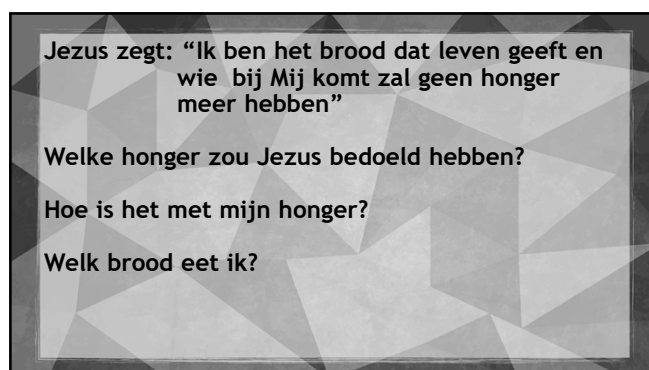 Jezus zegt: “Ik ben het brood dat leven geeft en
wie bij Mij komt zal geen honger
meer hebben”
Welke honger zou Jezus bedoeld hebben?
Hoe is het met mijn honger?
Welk brood eet ik?